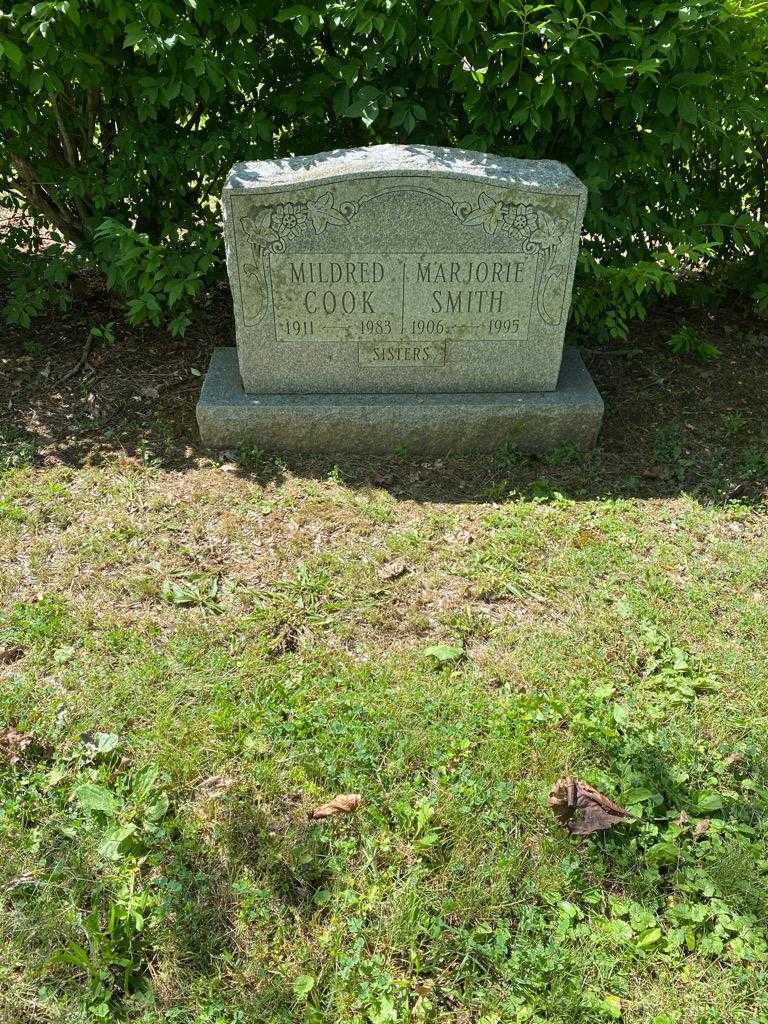 MILDRED COOK
1911 — 1983
MARJORIE SMITH
1906 — 1995
SISTERS